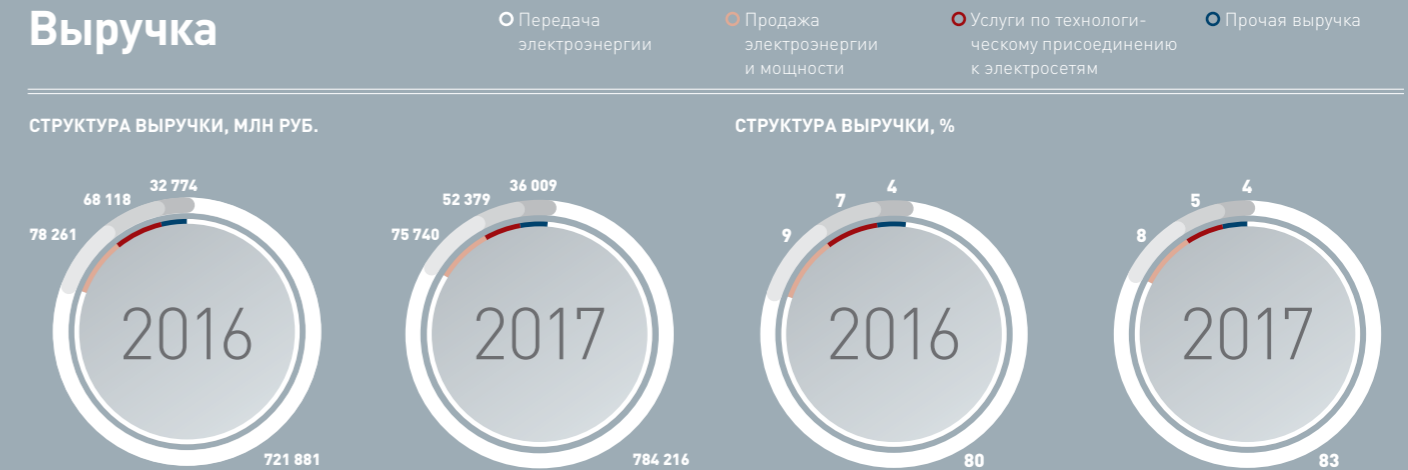 Выручка
Передача
электроэнергии
Продажа
электроэнергии
и мощности
Услуги по технологи-
ческому присоединению
к электросетям
Прочая выручка
СТРУКТУРА ВЫРУЧКИ, МЛН РУБ.
32 774
68 118
78 261
2016
721 881
36 009
52 379
75 740
2017
784 216
СТРУКТУРА ВЫРУЧКИ, %
4
7
9
2016
80
4
5
8
2017
83